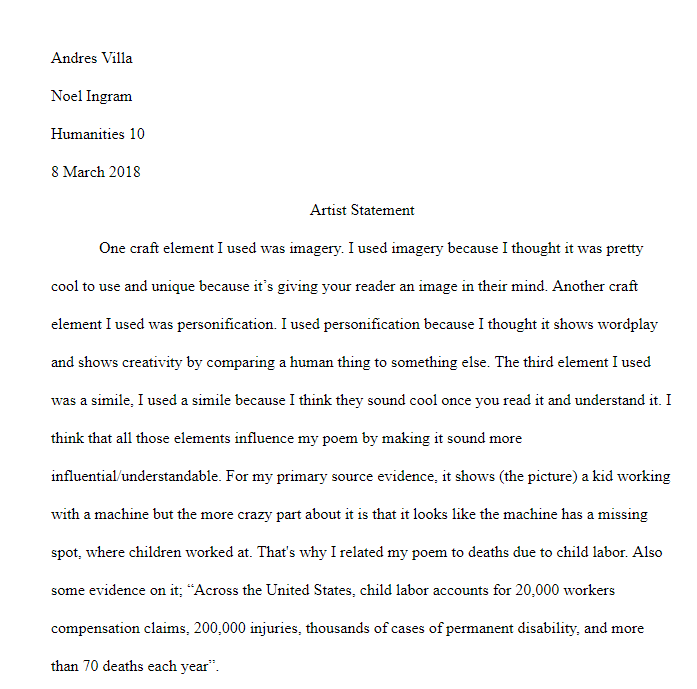 Andres Villa
Noel Ingram
Humanities 10
8 March 2018
Artist Statement
One craft element I used was imagery. I used imagery because I thought it was pretty
cool to use and unique because it’s giving your reader an image in their mind. Another craft
element I used was personification. I used personification because I thought it shows wordplay
and shows creativity by comparing a human thing to something else. The third element I used
was a simile, I used a simile because I think they sound cool once you read it and understand it. I
think that all those elements influence my poem by making it sound more
influential/understandable. For my primary source evidence, it shows (the picture) a kid working
with a machine but the more crazy part about it is that it looks like the machine has a missing
spot, where children worked at. That's why I related my poem to deaths due to child labor. Also
some evidence on it; “Across the United States, child labor accounts for 20,000 workers
compensation claims, 200,000 injuries, thousands of cases of permanent disability, and more
than 70 deaths each year”.